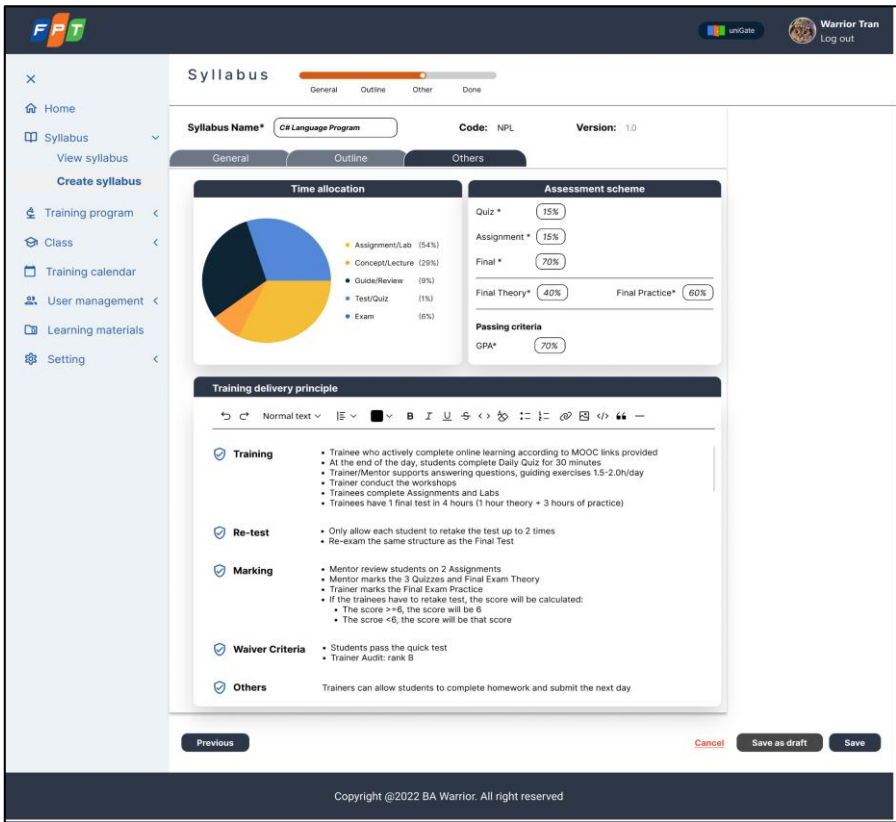 FPT
uniGate
Warrior Tran
Log out
Home
Syllabus
View syllabus
Create syllabus
Training program
Class
Training calendar
User management
Learning materials
Setting
Syllabus
General Outline Other Done
Syllabus Name* C# Language Program Code: NPL Version: 1.0
General Outline Others
Time allocation
Assignment/Lab (54%)
Concept/Lecture (29%)
Guide/Review (9%)
Test/Quiz (1%)
Exam (6%)
Assessment scheme
Quiz * 15%
Assignment * 15%
Final * 70%
Final Theory* 40% Final Practice* 60%
Passing criteria
GPA* 70%
Training delivery principle
Normal text
Training
• Trainee who actively complete online learning according to MOOC links provided
• At the end of the day, students complete Daily Quiz for 30 minutes
• Trainer/Mentor supports answering questions, guiding exercises 1.5-2.0h/day
• Trainer conduct the workshops
• Trainees complete Assignments and Labs
• Trainees have 1 final test in 4 hours (1 hour theory + 3 hours of practice)
Re-test
• Only allow each student to retake the test up to 2 times
• Re-exam the same structure as the Final Test
Marking
• Mentor review students on 2 Assignments
• Mentor marks the 3 Quizzes and Final Exam Theory
• Trainer marks the Final Exam Practice
• If the trainees have to retake test, the score will be calculated:
• The score >=6, the score will be 6
• The scroe <6, the score will be that score
Waiver Criteria
• Students pass the quick test
• Trainer Audit: rank B
Others
Trainers can allow students to complete homework and submit the next day
Previous
Cancel
Save as draft
Save
Copyright @2022 BA Warrior. All right reserved